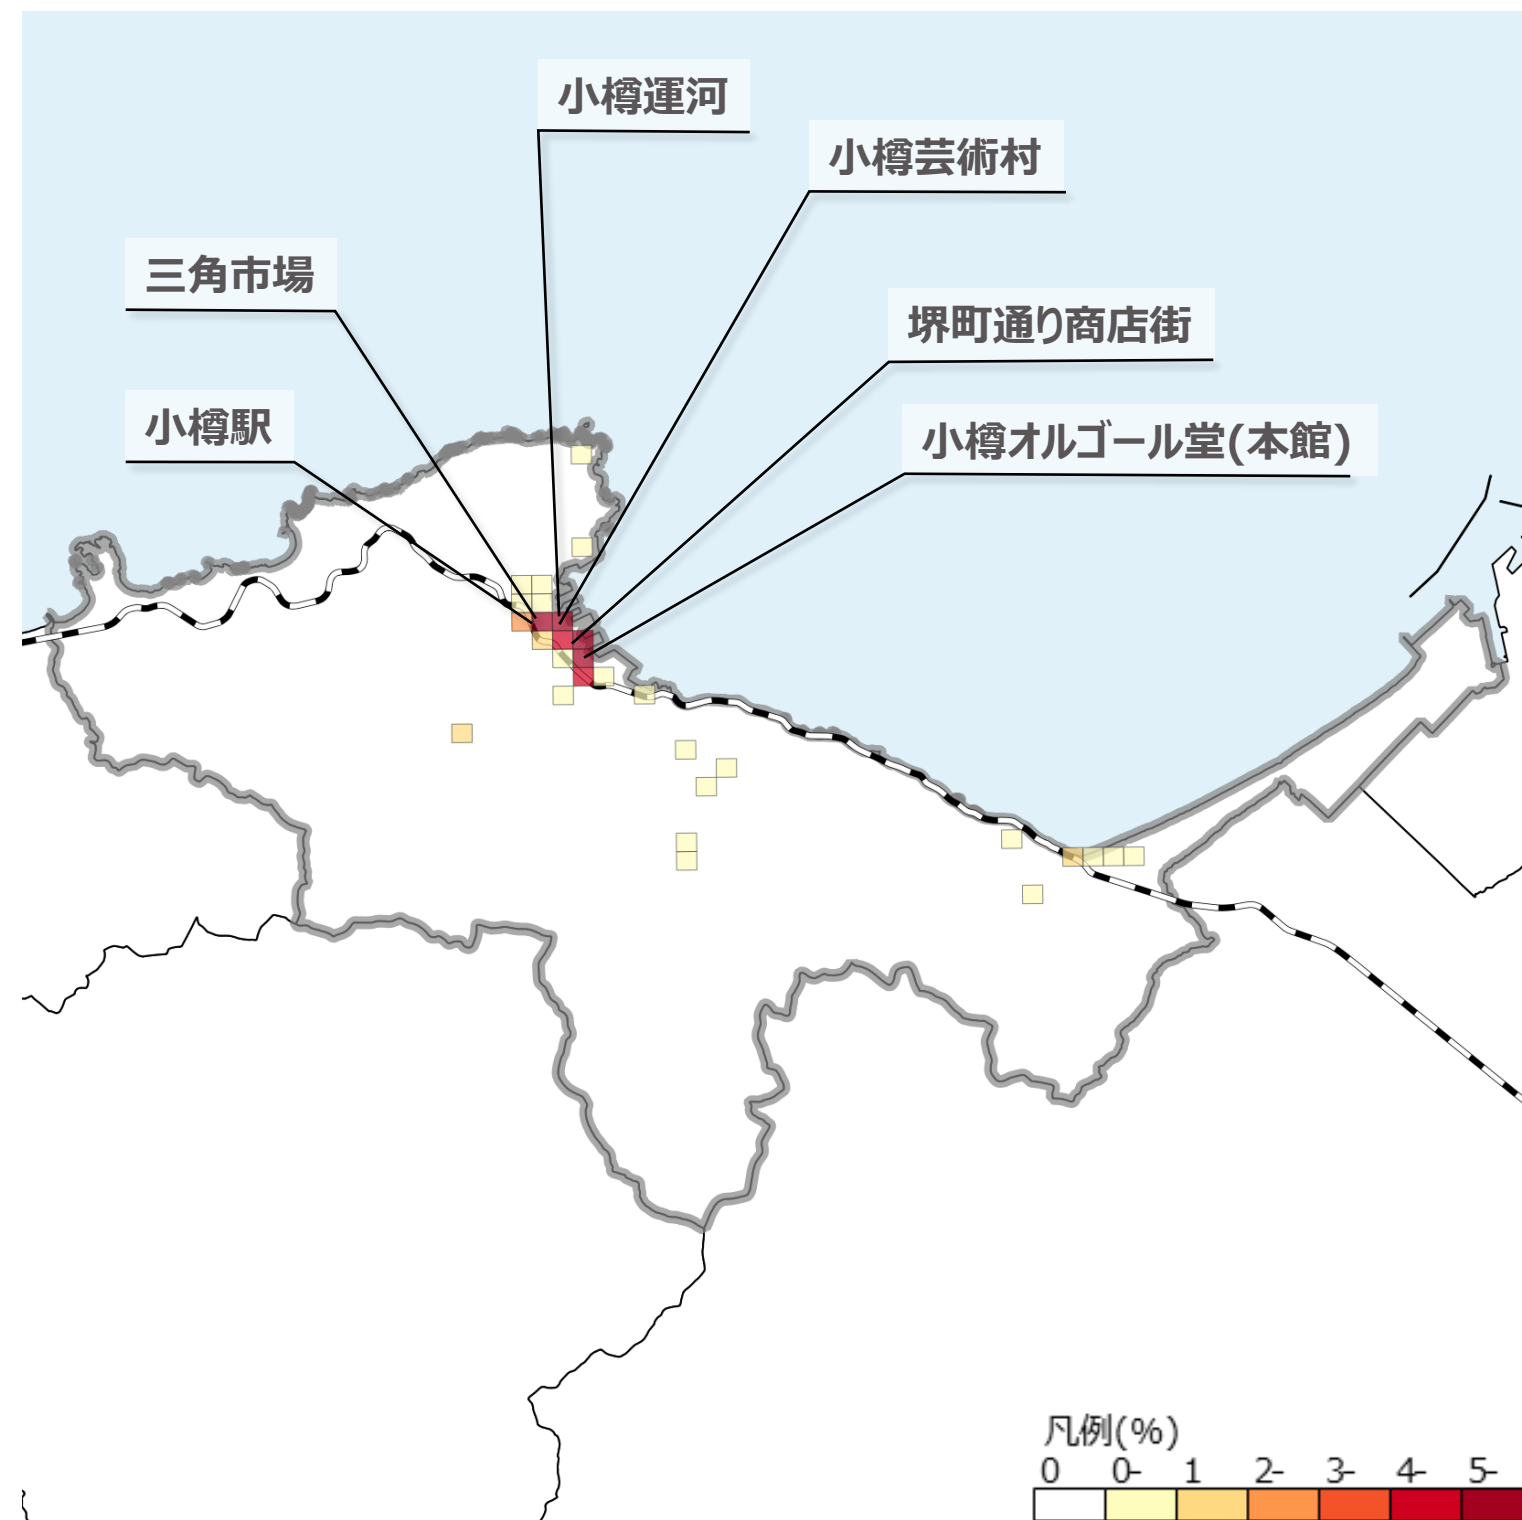 小樽運河
小樽芸術村
三角市場
堺町通り商店街
小樽駅
小樽オルゴール堂(本館)
凡例(%)
0 0- 1 2- 3- 4- 5-